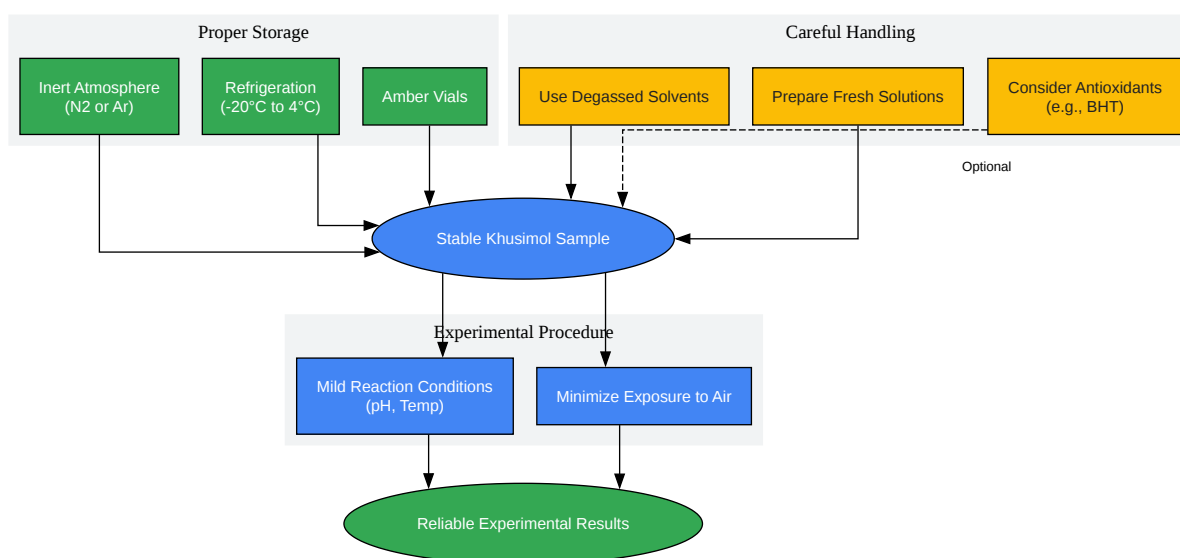 Proper Storage
Careful Handling
Inert Atmosphere
(N2 or Ar)
Refrigeration
(-20°C to 4°C)
Amber Vials
Use Degassed Solvents
Prepare Fresh Solutions
Consider Antioxidants
(e.g., BHT)
Optional
Stable Khusimol Sample
Experimental Procedure
Mild Reaction Conditions
(pH, Temp)
Minimize Exposure to Air
Reliable Experimental Results